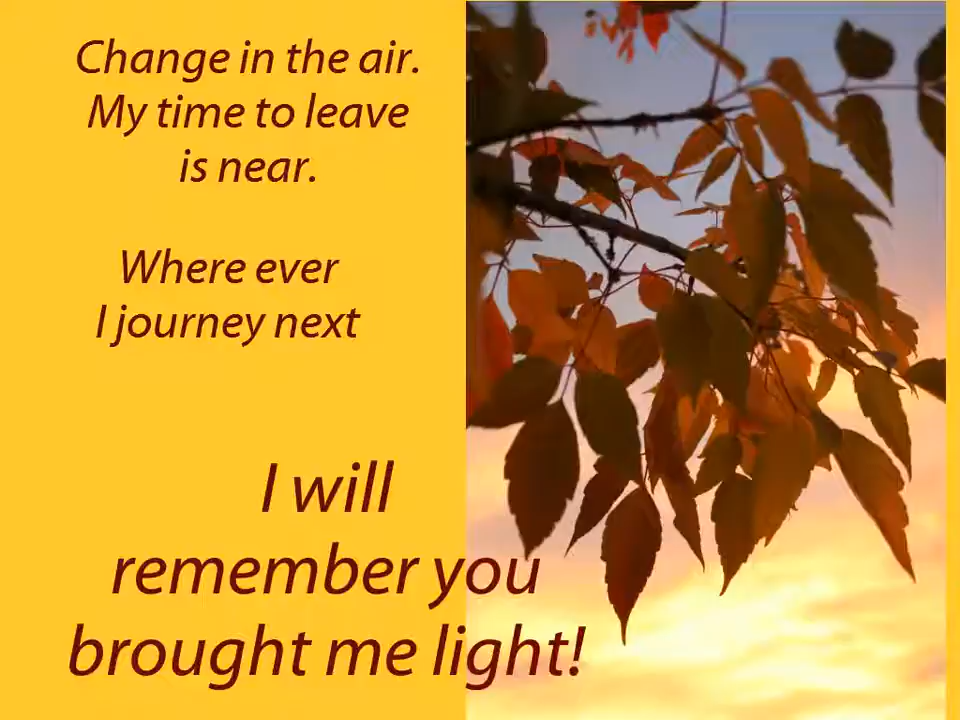 Change in the air.
My time to leave
is near.
Where ever
I journey next
I will
remember you
brought me light!